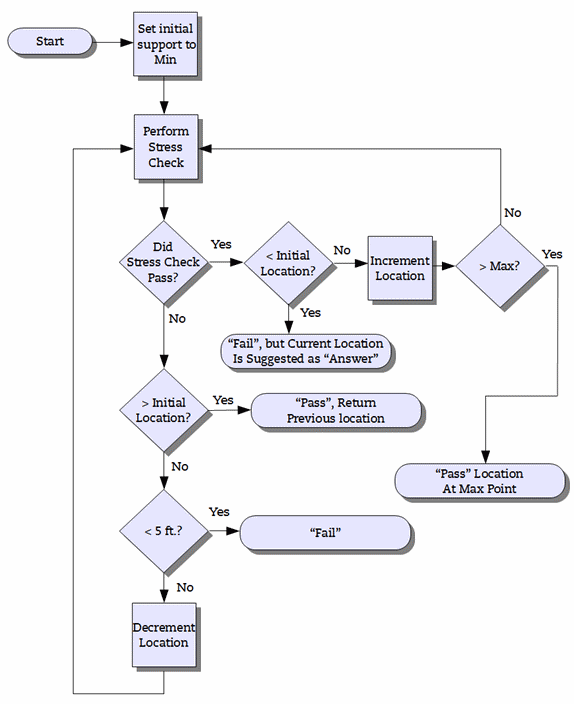 Start
Set initial
support to
Min
Perform
Stress
Check
No
Did
Stress Check
Pass?
Yes
< Initial
Location?
No
Increment
Location
> Max?
Yes
Yes
No
“Fail”, but Current Location
Is Suggested as “Answer”
> Initial
Location?
Yes
“Pass”, Return
Previous location
No
“Pass” Location
At Max Point
< 5 ft.?
Yes
“Fail”
No
Decrement
Location